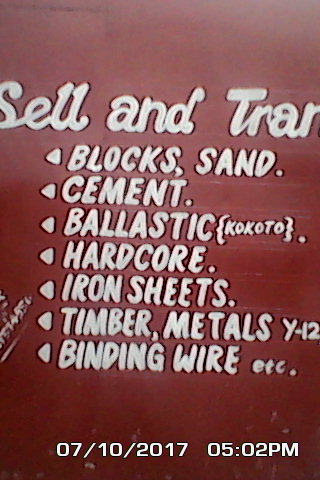 Sell and Tran
BLOCKS, SAND.
CEMENT.
BALLASTIC {KOKOTO}.
HARDCORE.
IRON SHEETS.
TIMBER, METALS Y-12
BINDING WIRE etc.
07/10/2017 05:02PM